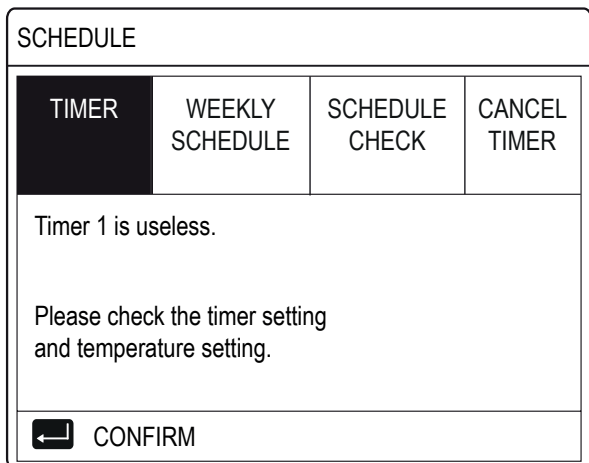 SCHEDULE
TIMER
WEEKLY
SCHEDULE
SCHEDULE
CHECK
CANCEL
TIMER
Timer 1 is useless.
Please check the timer setting
and temperature setting.
CONFIRM